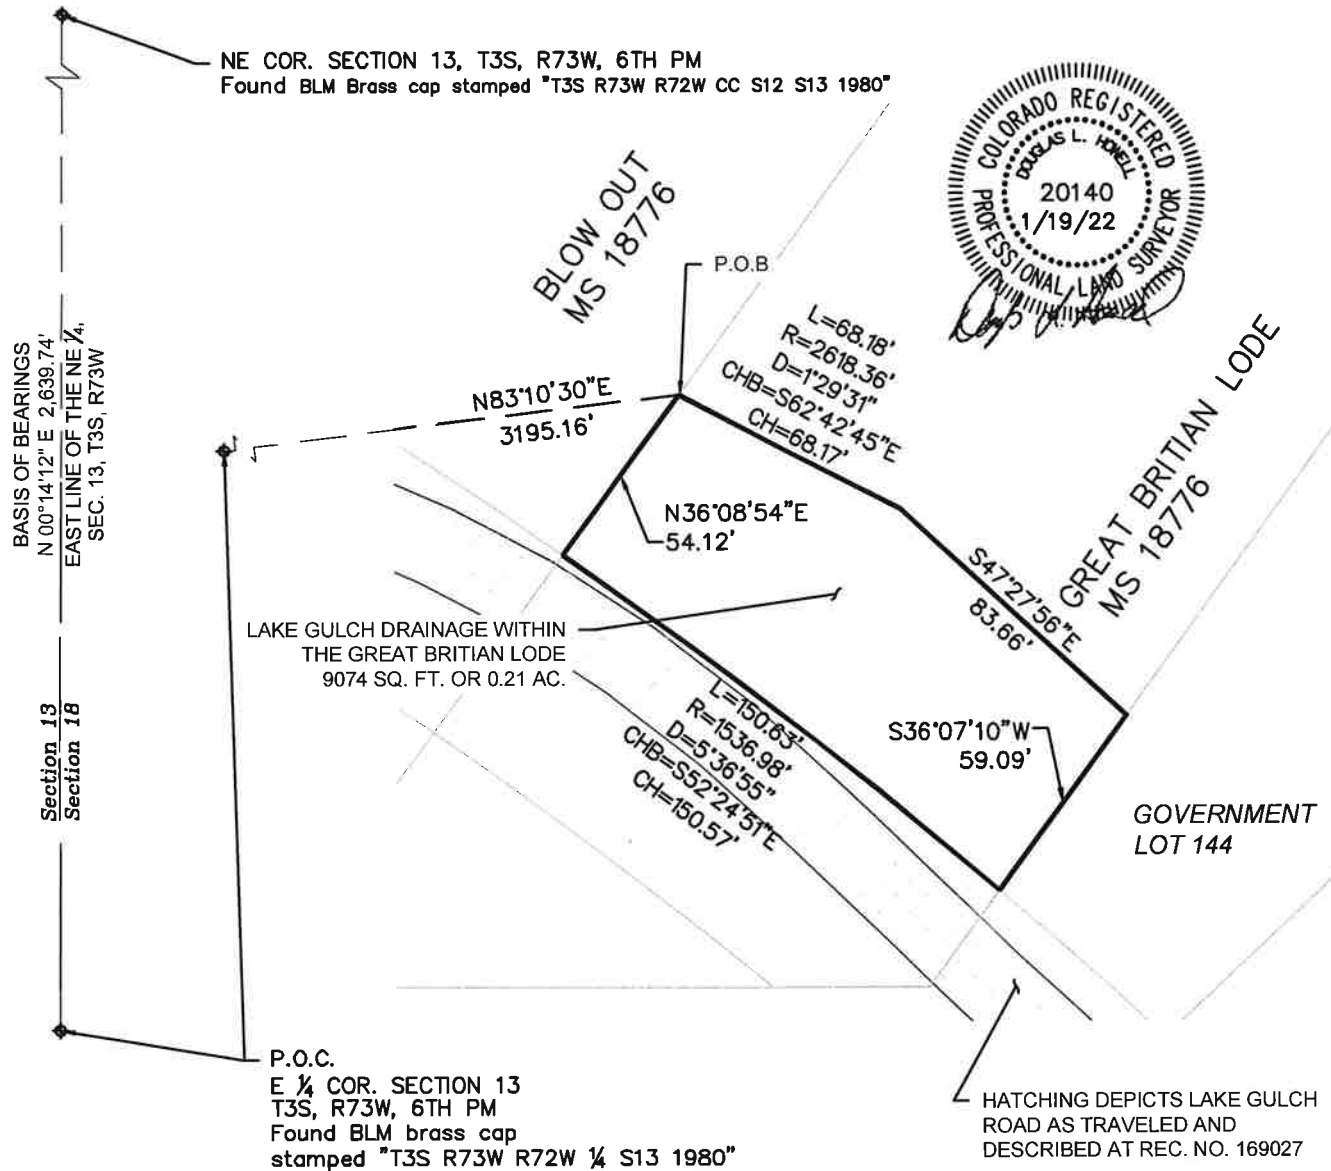 NE COR. SECTION 13, T3S, R73W, 6TH PM
Found BLM Brass cap stamped "T3S R73W R72W CC S12 S13 1980"
COLORADO REGISTERED
DOUGLAS L. HOWELL
20140
1/19/22
PROFESSIONAL LAND SURVEYOR
BLOW OUT
MS 18776
P.O.B
L=68.18'
R=2618.36'
D=1°29'31"
CHB=S62°42'45"E
CH=68.17'
N83°10'30"E
3195.16'
BASIS OF BEARINGS
N 00°14'12" E 2,639.74'
EAST LINE OF THE NE ¼,
SEC. 13, T3S, R73W
GREAT BRITIAN LODE
MS 18776
N36°08'54"E
54.12'
S47°27'56"E
83.66'
LAKE GULCH DRAINAGE WITHIN
THE GREAT BRITIAN LODE
9074 SQ. FT. OR 0.21 AC.
L=150.63'
R=1536.98'
D=5°36'55"
CHB=S52°24'51"E
CH=150.57'
S36°07'10"W
59.09'
Section 13
Section 18
GOVERNMENT
LOT 144
P.O.C.
E ¼ COR. SECTION 13
T3S, R73W, 6TH PM
Found BLM brass cap
stamped "T3S R73W R72W ¼ S13 1980"
HATCHING DEPICTS LAKE GULCH
ROAD AS TRAVELED AND
DESCRIBED AT REC. NO. 169027